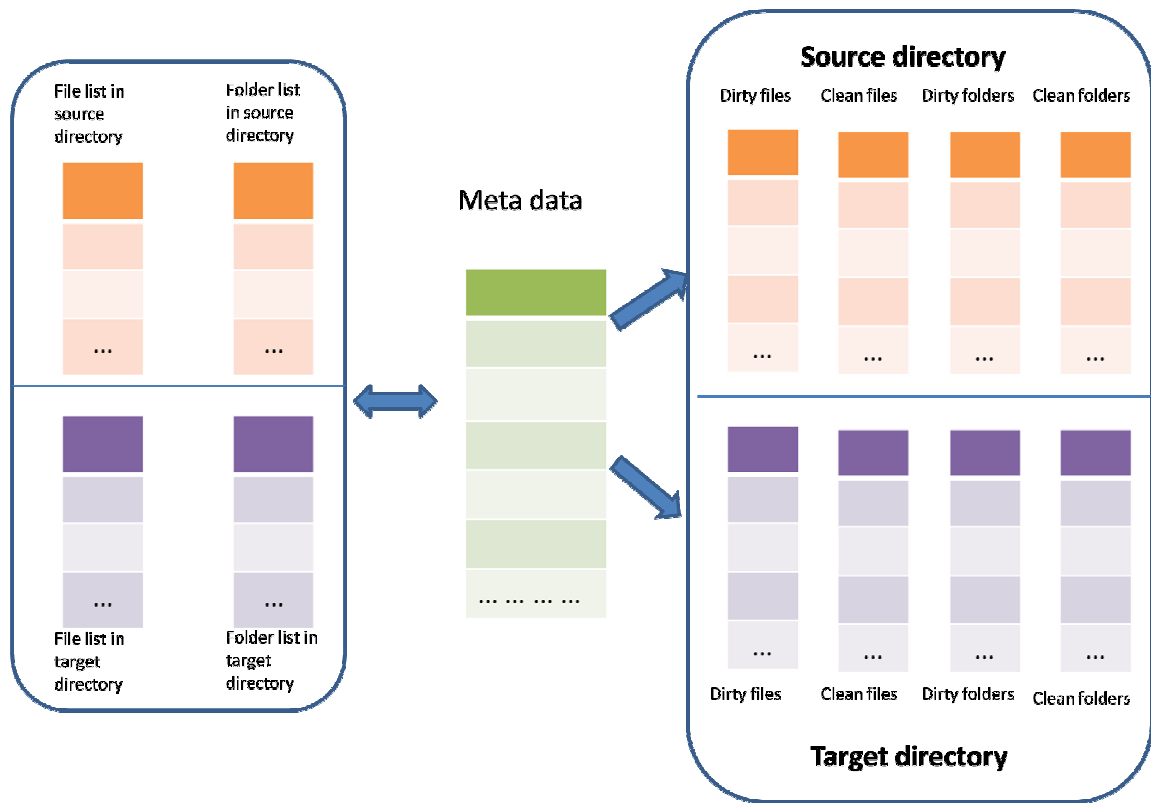 File list in
source
directory
Folder list
in source
directory
...
...
...
...
File list in
target
directory
Folder list in
target
directory
Meta data
... ... ... ...
Source directory
Dirty files
Clean files
Dirty folders
Clean folders
...
...
...
...
...
...
...
...
Dirty files
Clean files
Dirty folders
Clean folders
Target directory